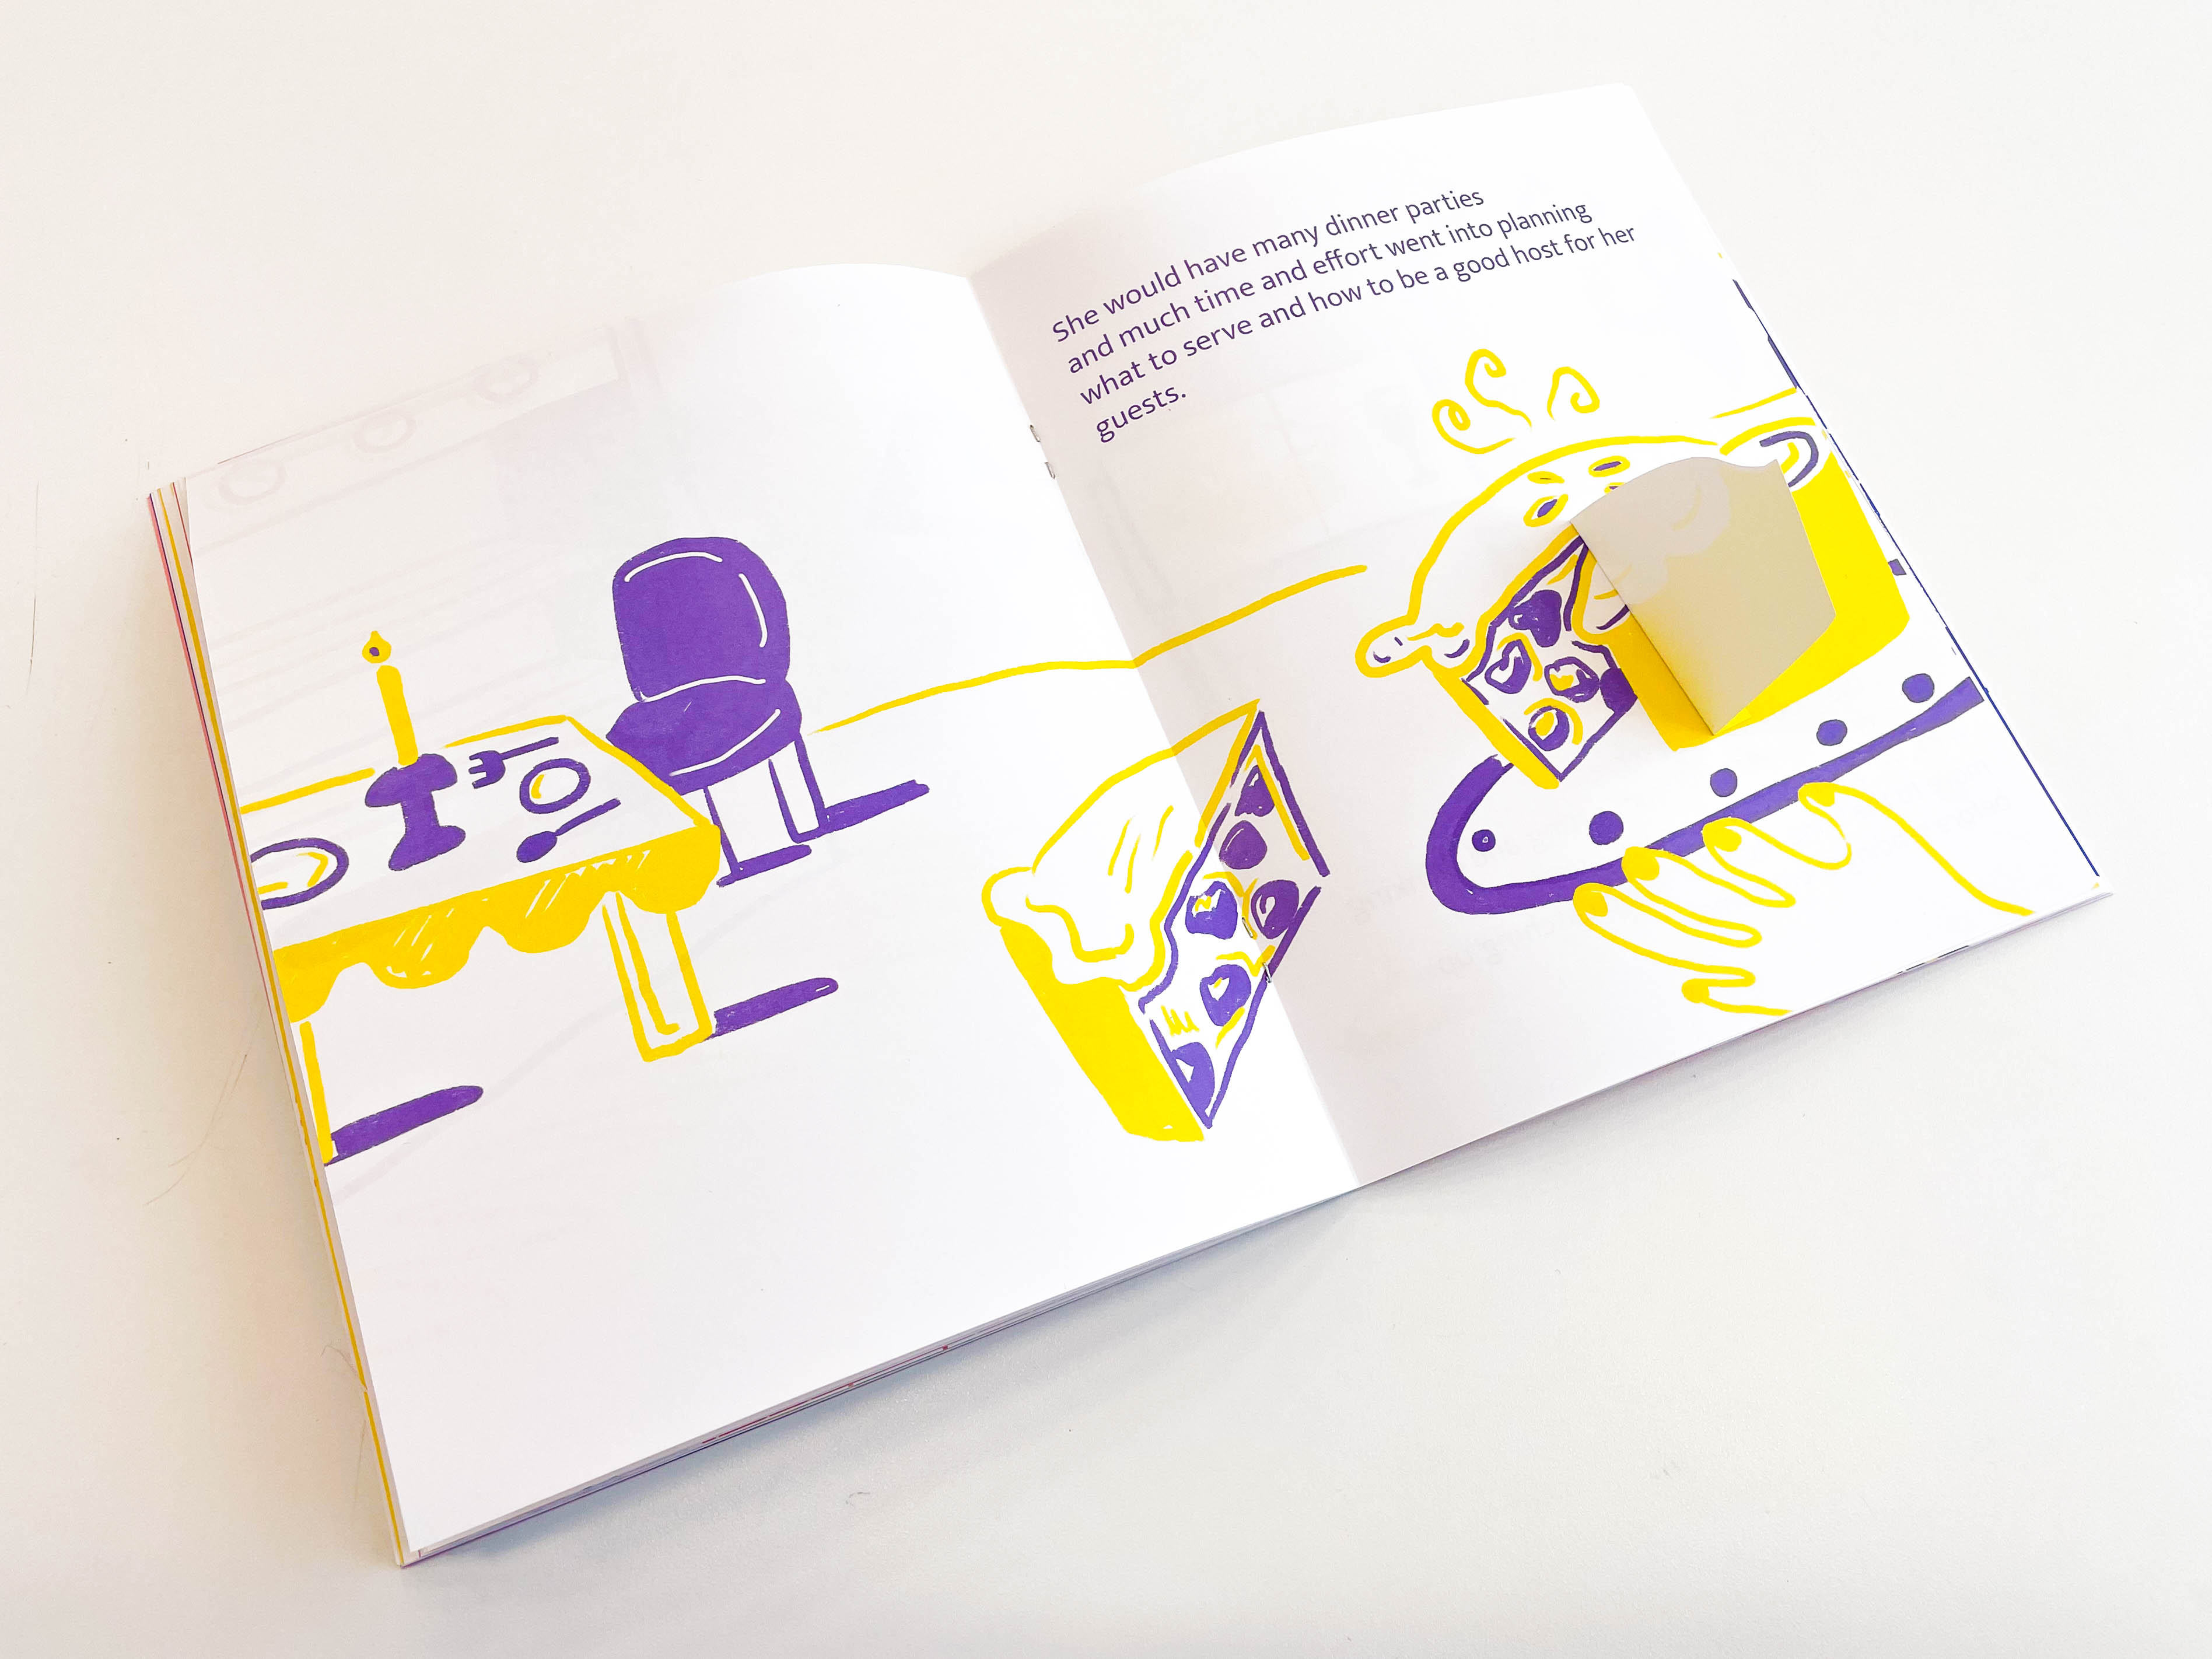 She would have many dinner parties
and much time and effort went into planning
what to serve and how to be a good host for her
guests.